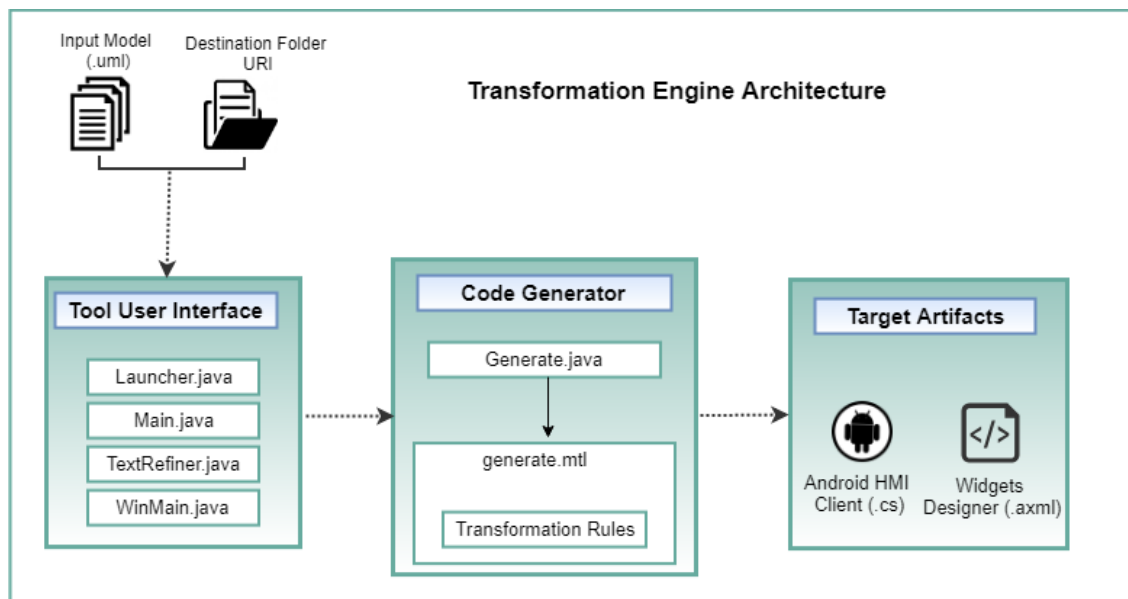 Input Model
(.uml)
Destination Folder
URI
Transformation Engine Architecture
Tool User Interface
Launcher.java
Main.java
TextRefiner.java
WinMain.java
Code Generator
Generate.java
generate.mtl
Transformation Rules
Target Artifacts
Android HMI
Client (.cs)
Widgets
Designer (.axml)